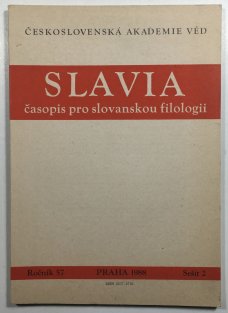 ČESKOSLOVENSKÁ AKADEMIE VĚD
SLAVIA
časopis pro slovanskou filologii
Ročník 57 PRAHA 1988 Sešit 2